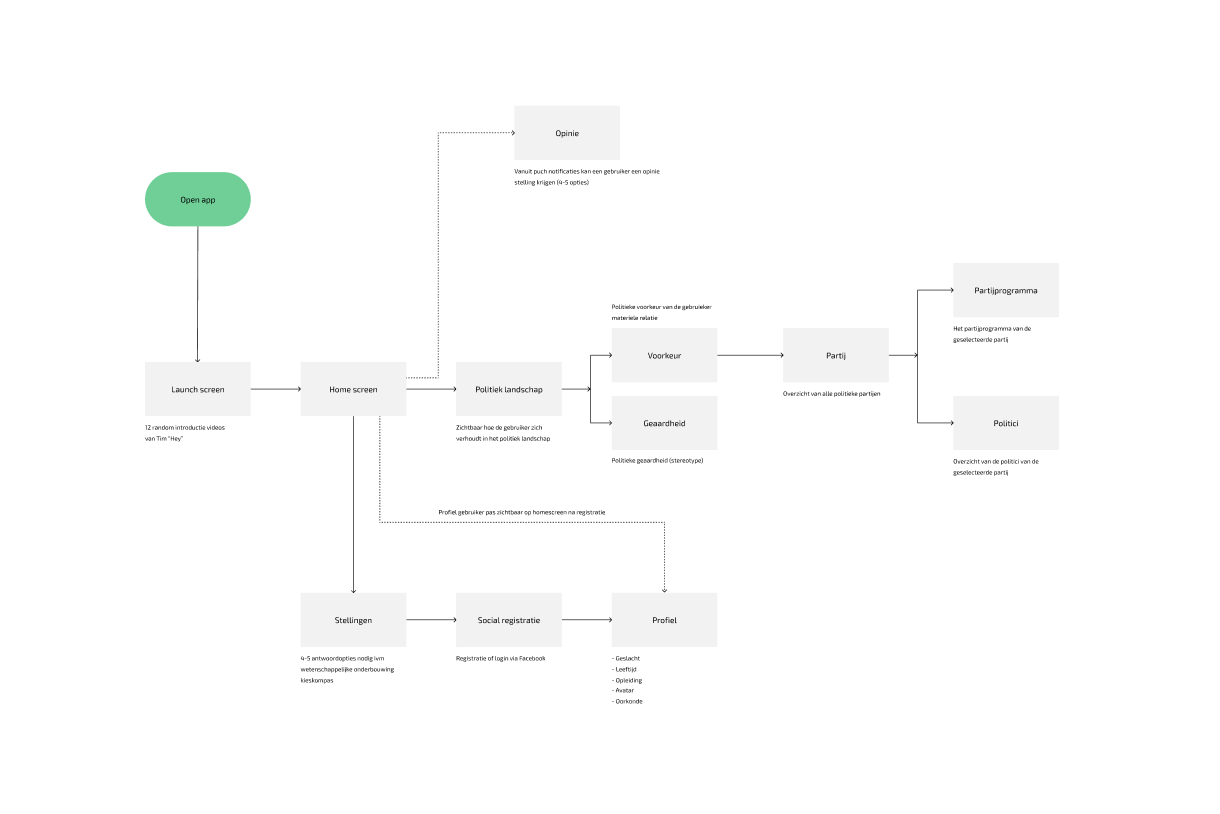 Opinie
Vanuit puch notificaties kan een gebruiker een opinie
stelling krijgen (4-5 opties)
Open app
Launch screen
12 random introductie videos
van Tim "Hey"
Home screen
Politiek landschap
Zichtbaar hoe de gebruiker zich
verhoudt in het politiek landschap
Politieke voorkeur van de gebruieker
materiele relatie
Voorkeur
Geaardheid
Politieke geaardheid (stereotype)
Partij
Overzicht van alle politieke partijen
Partijprogramma
Het partijprogramma van de
geselecteerde partij
Politici
Overzicht van de politici van de
geselecteerde partij
Profiel gebruiker pas zichtbaar op homescreen na registratie
Stellingen
4-5 antwoordopties nodig ivm
wetenschappelijke onderbouwing
kieskompas
Social registratie
Registratie of login via Facebook
Profiel
- Geslacht
- Leeftijd
- Opleiding
- Avatar
- Oorkonde